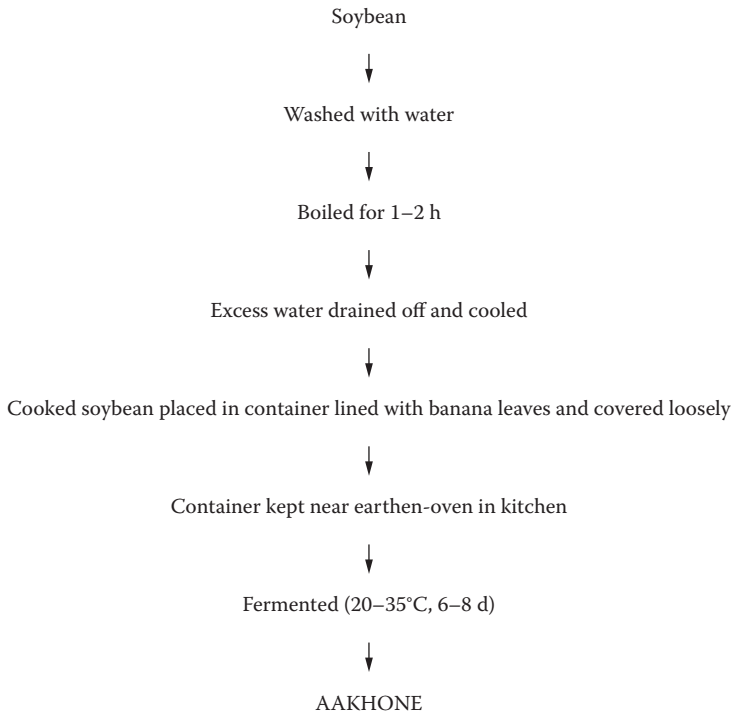 Soybean
Washed with water
Boiled for 1–2 h
Excess water drained off and cooled
Cooked soybean placed in container lined with banana leaves and covered loosely
Container kept near earthen-oven in kitchen
Fermented (20–35°C, 6–8 d)
AAKHONE